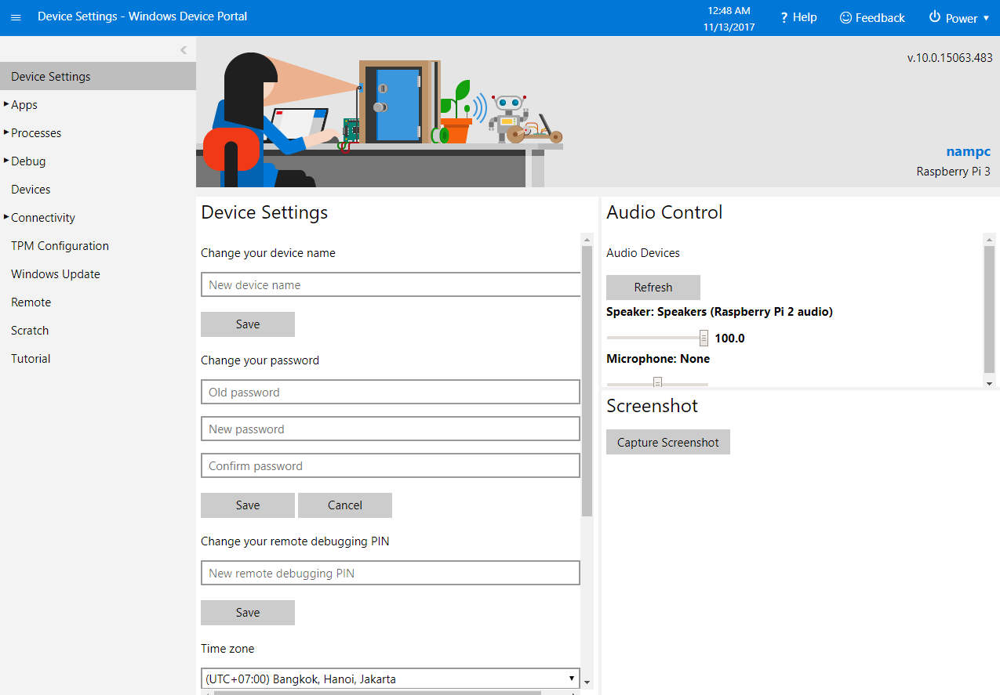 Device Settings - Windows Device Portal
12:48 AM
11/13/2017
? Help
Feedback
Power
Device Settings
Apps
Processes
Debug
Devices
Connectivity
TPM Configuration
Windows Update
Remote
Scratch
Tutorial
v.10.0.15063.483
nampc
Raspberry Pi 3
Device Settings
Change your device name
New device name
Save
Change your password
Old password
New password
Confirm password
Save Cancel
Change your remote debugging PIN
New remote debugging PIN
Save
Time zone
(UTC+07:00) Bangkok, Hanoi, Jakarta
Audio Control
Audio Devices
Refresh
Speaker: Speakers (Raspberry Pi 2 audio)
100.0
Microphone: None
Screenshot
Capture Screenshot